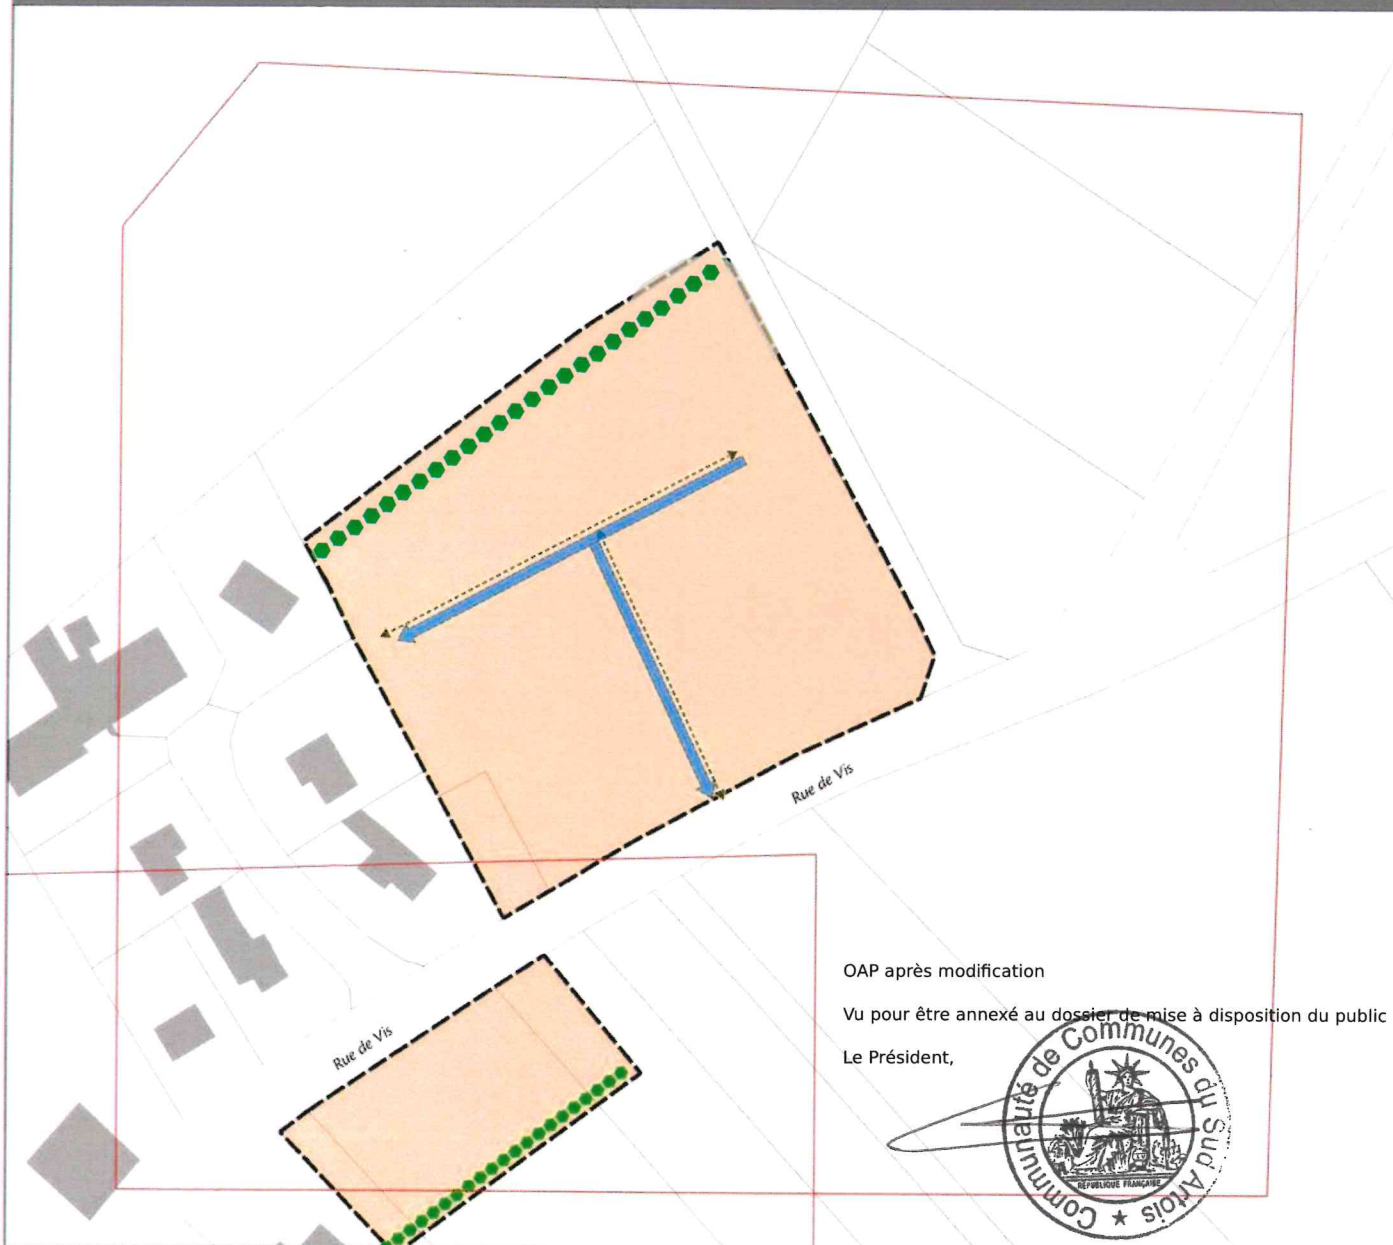 Rue de Vis
OAP après modification
Vu pour être annexé au dossier de mise à disposition du public
Rue de Vis
Le Président,
Communauté de Communes du Sud Artois
RÉPUBLIQUE FRANÇAISE